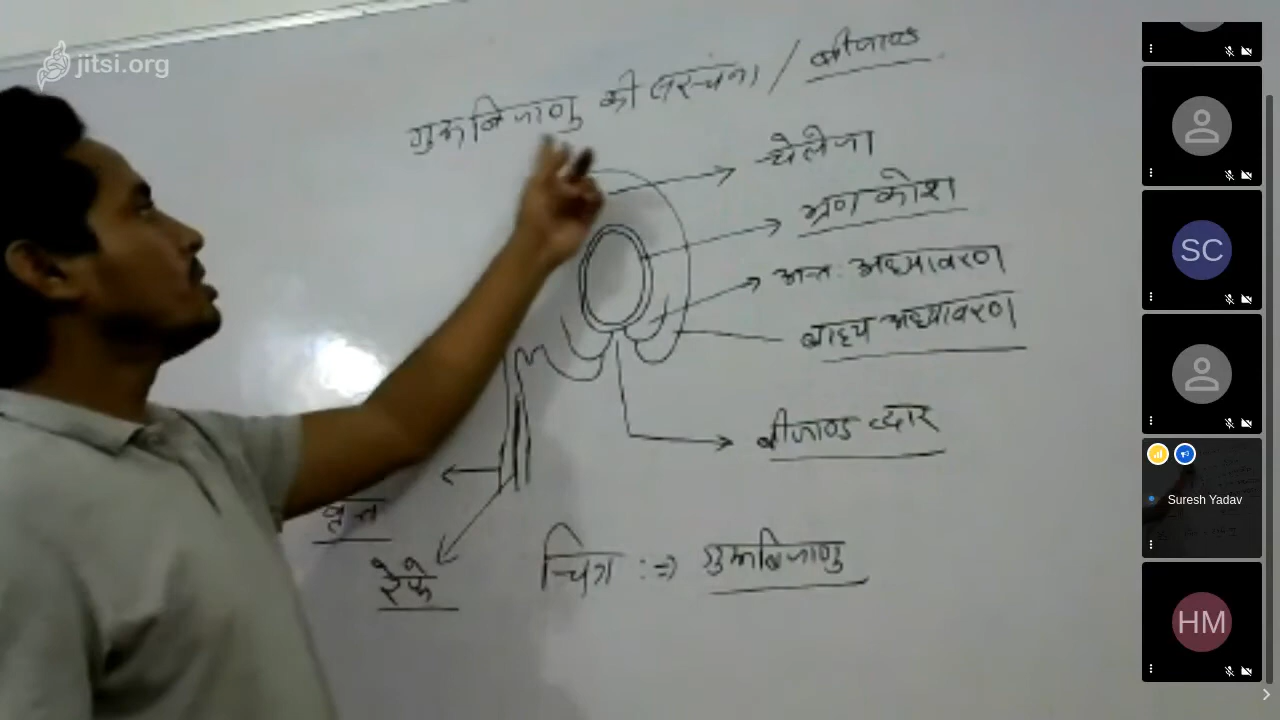 jitsi.org
गुरूबिजाणु की संरचना / बीजाण्ड
चेलेजा
भ्रूण कोश
अन्त: अध्यावरण
बाह्य अध्यावरण
बीजाण्ड द्वार
वृन्त
रेफे
चित्र :=> गुरूबिजाणु
SC
Suresh Yadav
HM